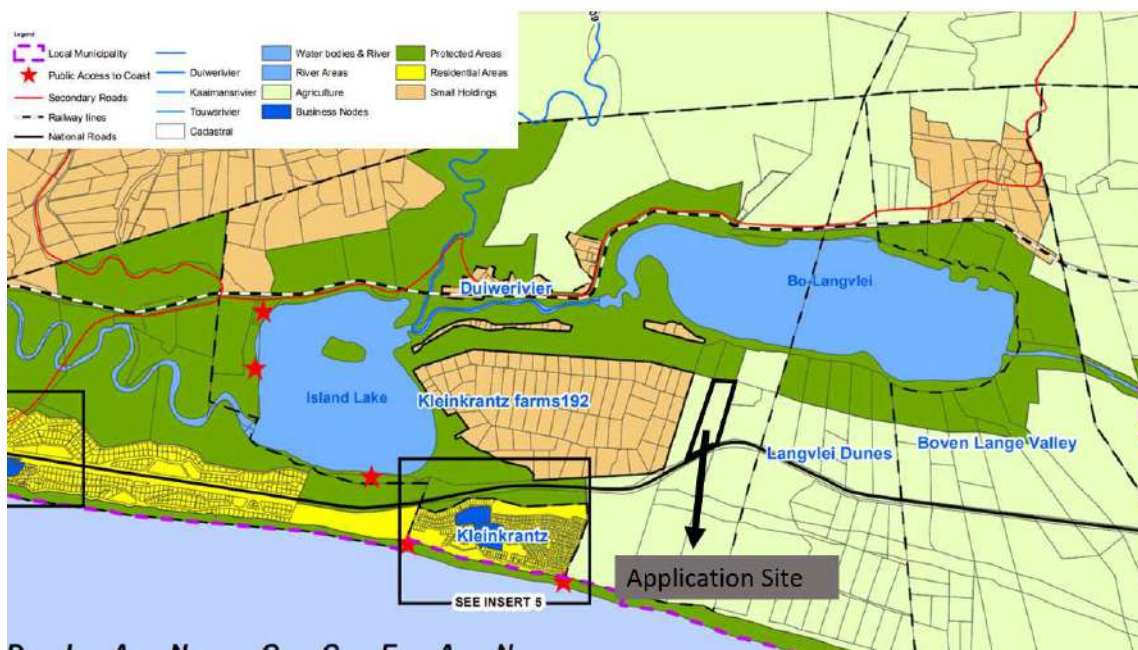 Legend
Local Municipality
Public Access to Coast
Secondary Roads
Railway lines
National Roads
Duiwerivier
Kaaimansrivier
Touwsrivier
Cadastral
Water bodies & River
River Areas
Agriculture
Business Nodes
Protected Areas
Residential Areas
Small Holdings
Duiwerivier
Bo-Langvlei
Island Lake
Kleinkrantz farms192
Langvlei Dunes
Boven Lange Valley
Kleinkrantz
Application Site
SEE INSERT 5
D I A N O C E A N